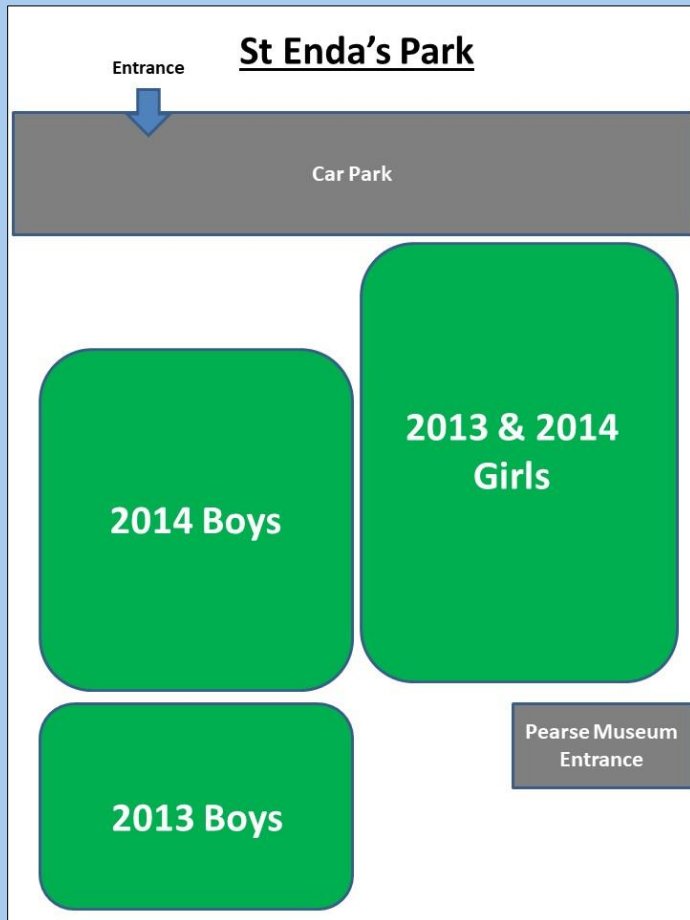 St Enda's Park
Entrance
Car Park
2013 & 2014
Girls
2014 Boys
Pearse Museum
Entrance
2013 Boys